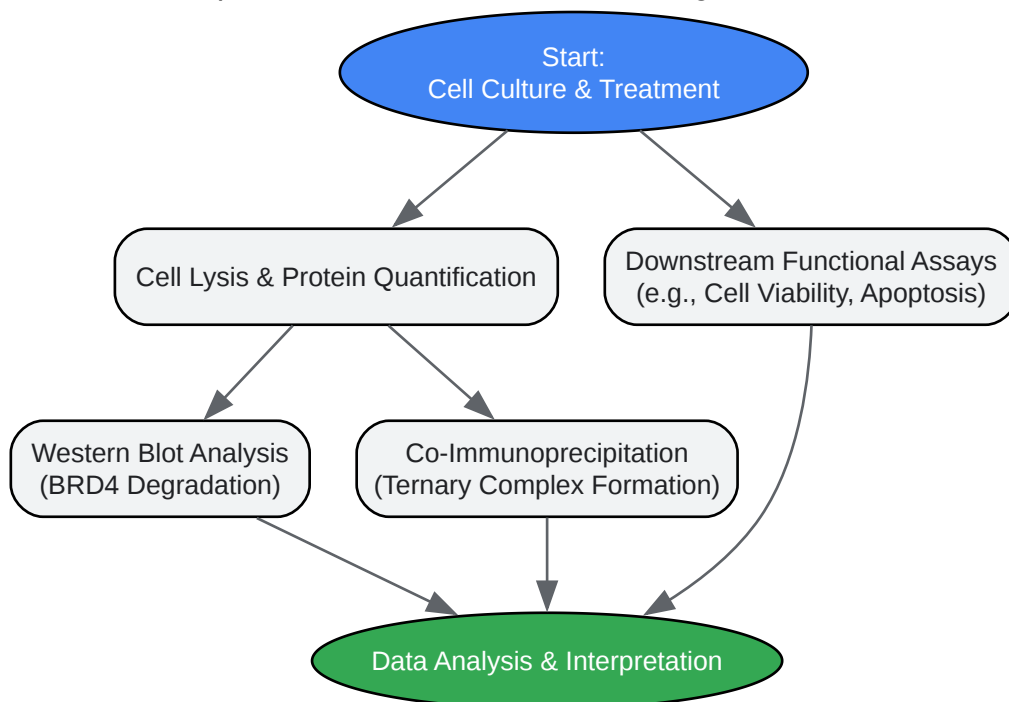 Start:
Cell Culture & Treatment
Cell Lysis & Protein Quantification
Downstream Functional Assays
(e.g., Cell Viability, Apoptosis)
Western Blot Analysis
(BRD4 Degradation)
Co-Immunoprecipitation
(Ternary Complex Formation)
Data Analysis & Interpretation